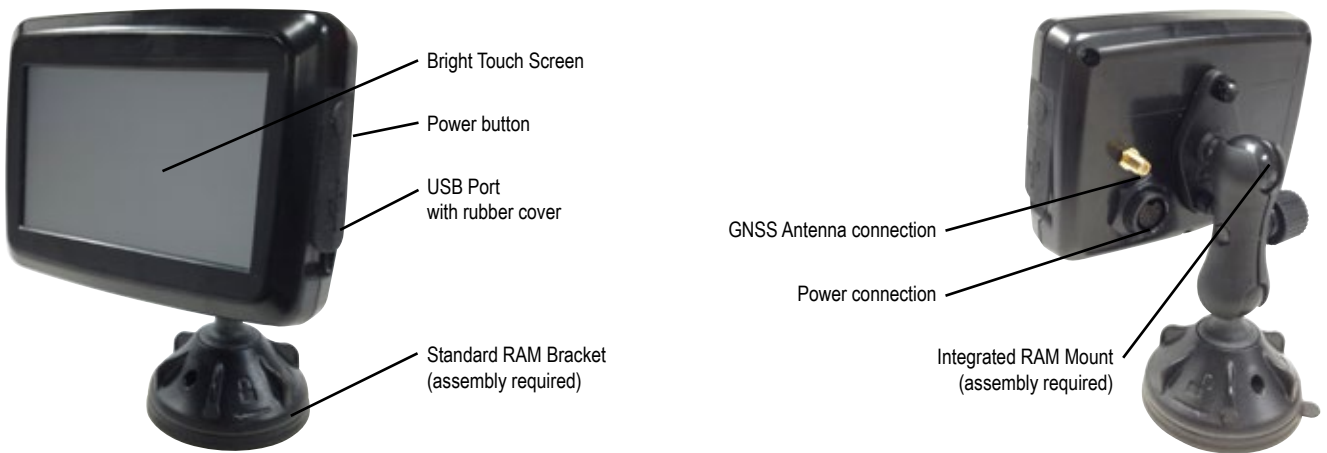 Bright Touch Screen
Power button
USB Port
with rubber cover
Standard RAM Bracket
(assembly required)
GNSS Antenna connection
Power connection
Integrated RAM Mount
(assembly required)